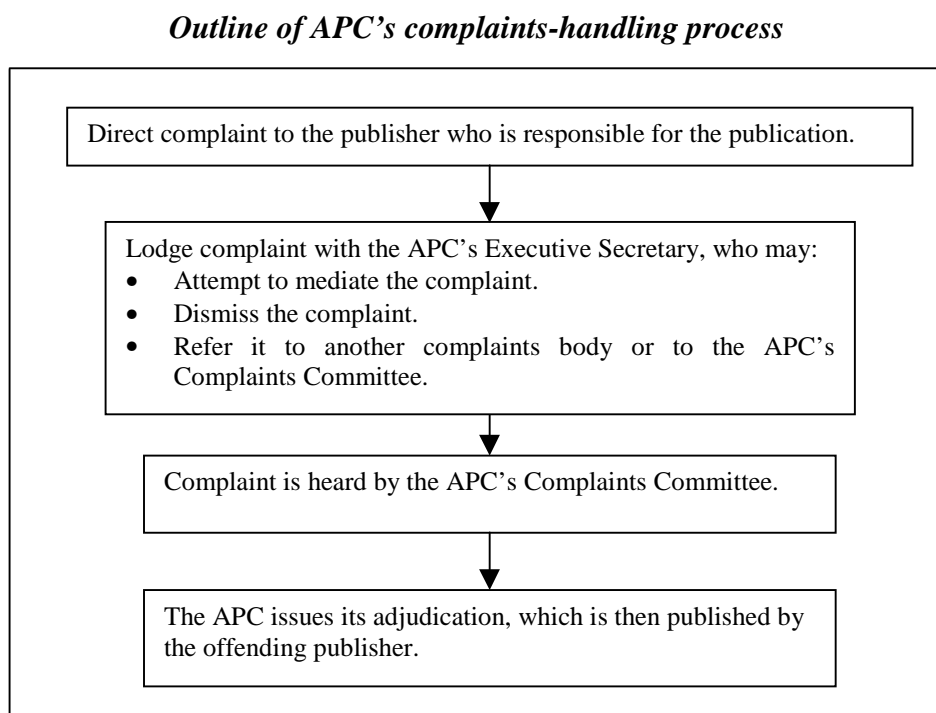 Outline of APC’s complaints-handling process
Direct complaint to the publisher who is responsible for the publication.
Lodge complaint with the APC’s Executive Secretary, who may:
• Attempt to mediate the complaint.
• Dismiss the complaint.
• Refer it to another complaints body or to the APC’s
Complaints Committee.
Complaint is heard by the APC’s Complaints Committee.
The APC issues its adjudication, which is then published by
the offending publisher.